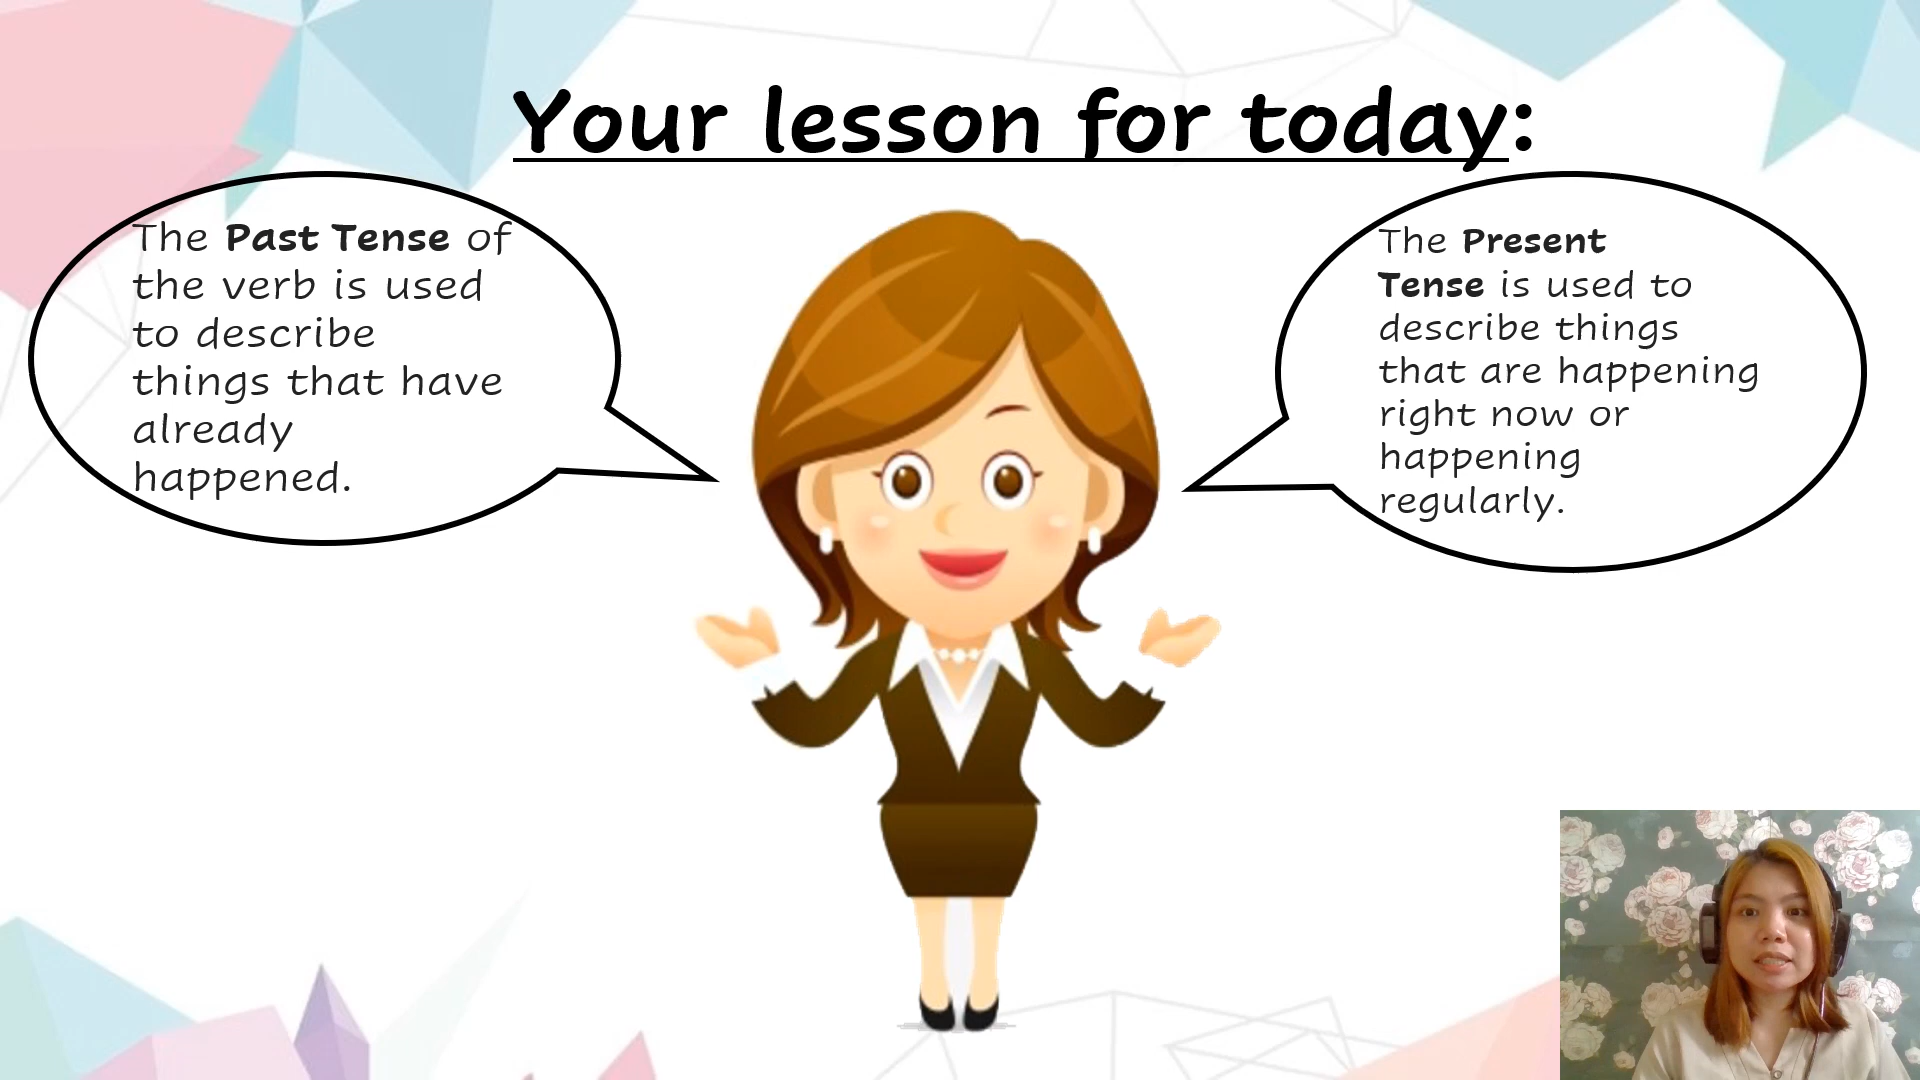 Your lesson for today:
The Past Tense of
the verb is used
to describe
things that have
already
happened.
The Present
Tense is used to
describe things
that are happening
right now or
happening
regularly.